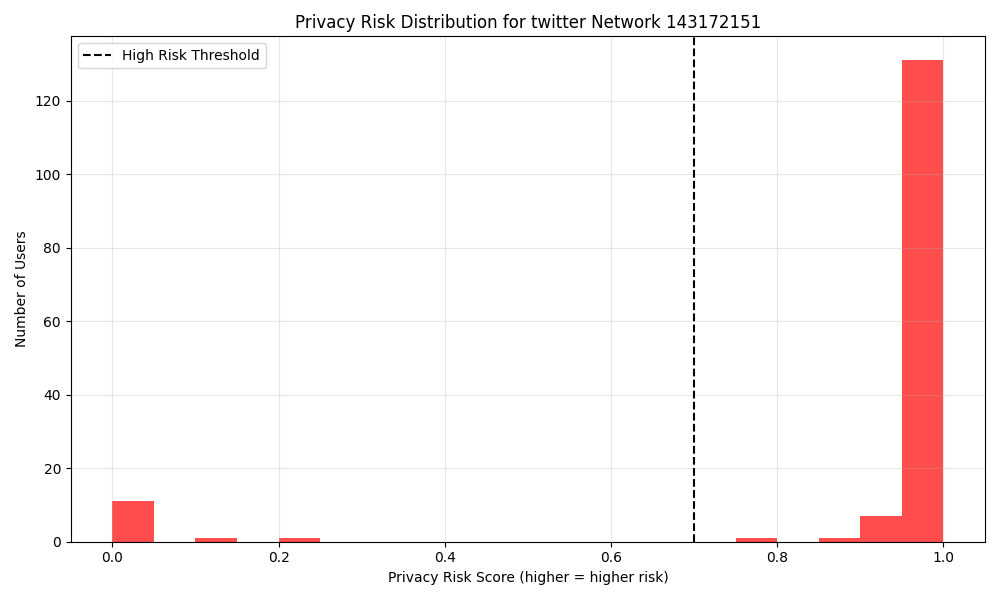 Privacy Risk Distribution for twitter Network 143172151
High Risk Threshold
Number of Users
120
100
80
60
40
20
0
0.0 0.2 0.4 0.6 0.8 1.0
Privacy Risk Score (higher = higher risk)